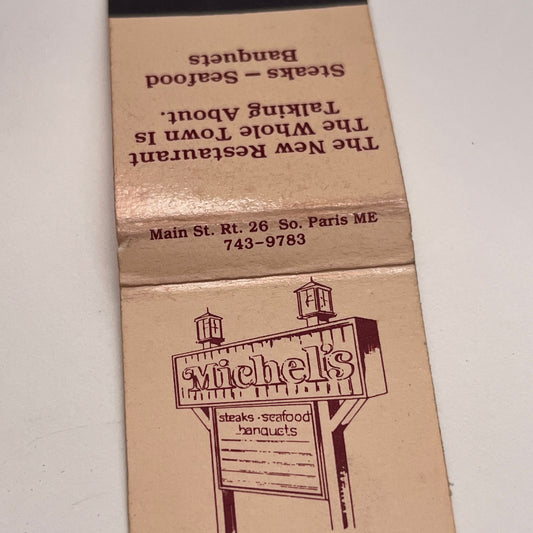 The New Restaurant
The Whole Town Is
Talking About.
Steaks – Seafood
Banquets
Main St. Rt. 26 So. Paris ME
743-9783
Michel's
steaks · seafood
banquets